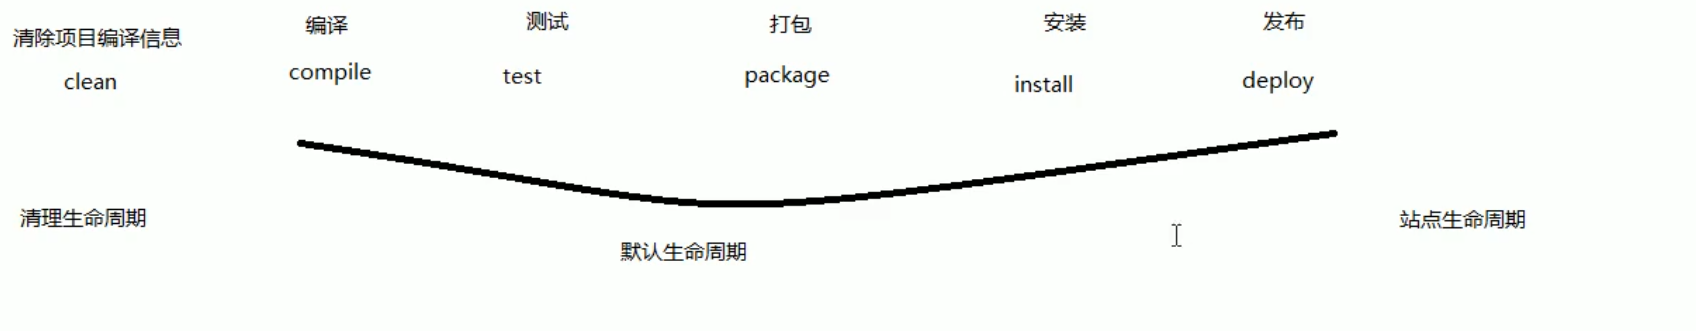 清除项目编译信息
clean
编译
compile
测试
test
打包
package
安装
install
发布
deploy
清理生命周期
默认生命周期
站点生命周期